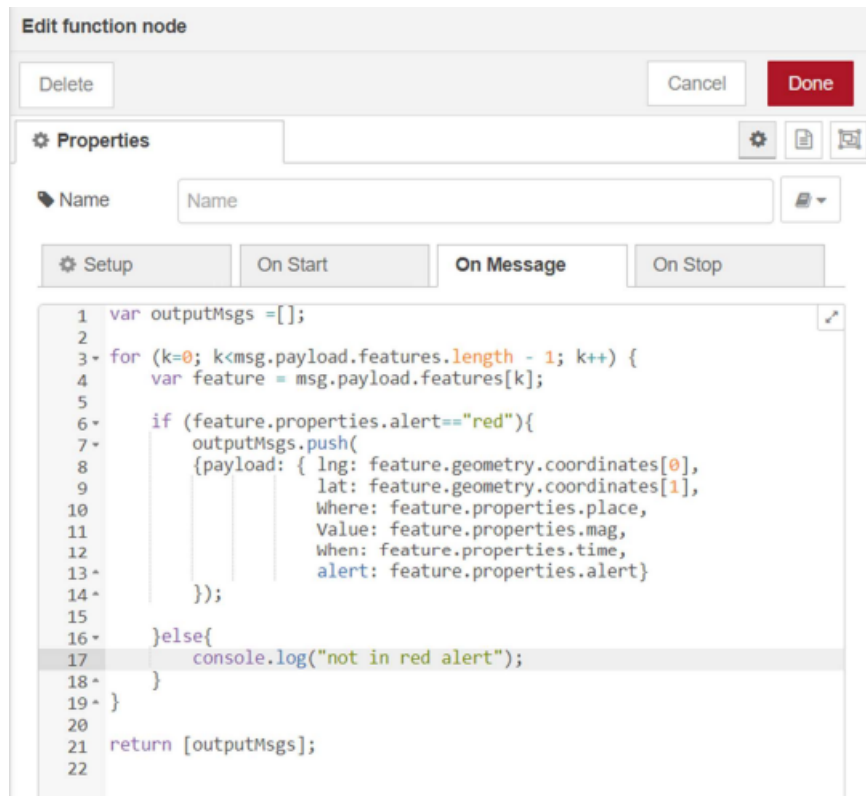 Edit function node
Delete
Cancel
Done
Properties
Name
Name
Setup
On Start
On Message
On Stop
1 var outputMsgs =[];
2
3 for (k=0; k<msg.payload.features.length - 1; k++) {
4     var feature = msg.payload.features[k];
5
6     if (feature.properties.alert=="red"){
7         outputMsgs.push(
8         {payload: { lng: feature.geometry.coordinates[0],
9                     lat: feature.geometry.coordinates[1],
10                     Where: feature.properties.place,
11                     Value: feature.properties.mag,
12                     When: feature.properties.time,
13                     alert: feature.properties.alert}
14         });
15
16     }else{
17         console.log("not in red alert");
18     }
19 }
20
21 return [outputMsgs];
22